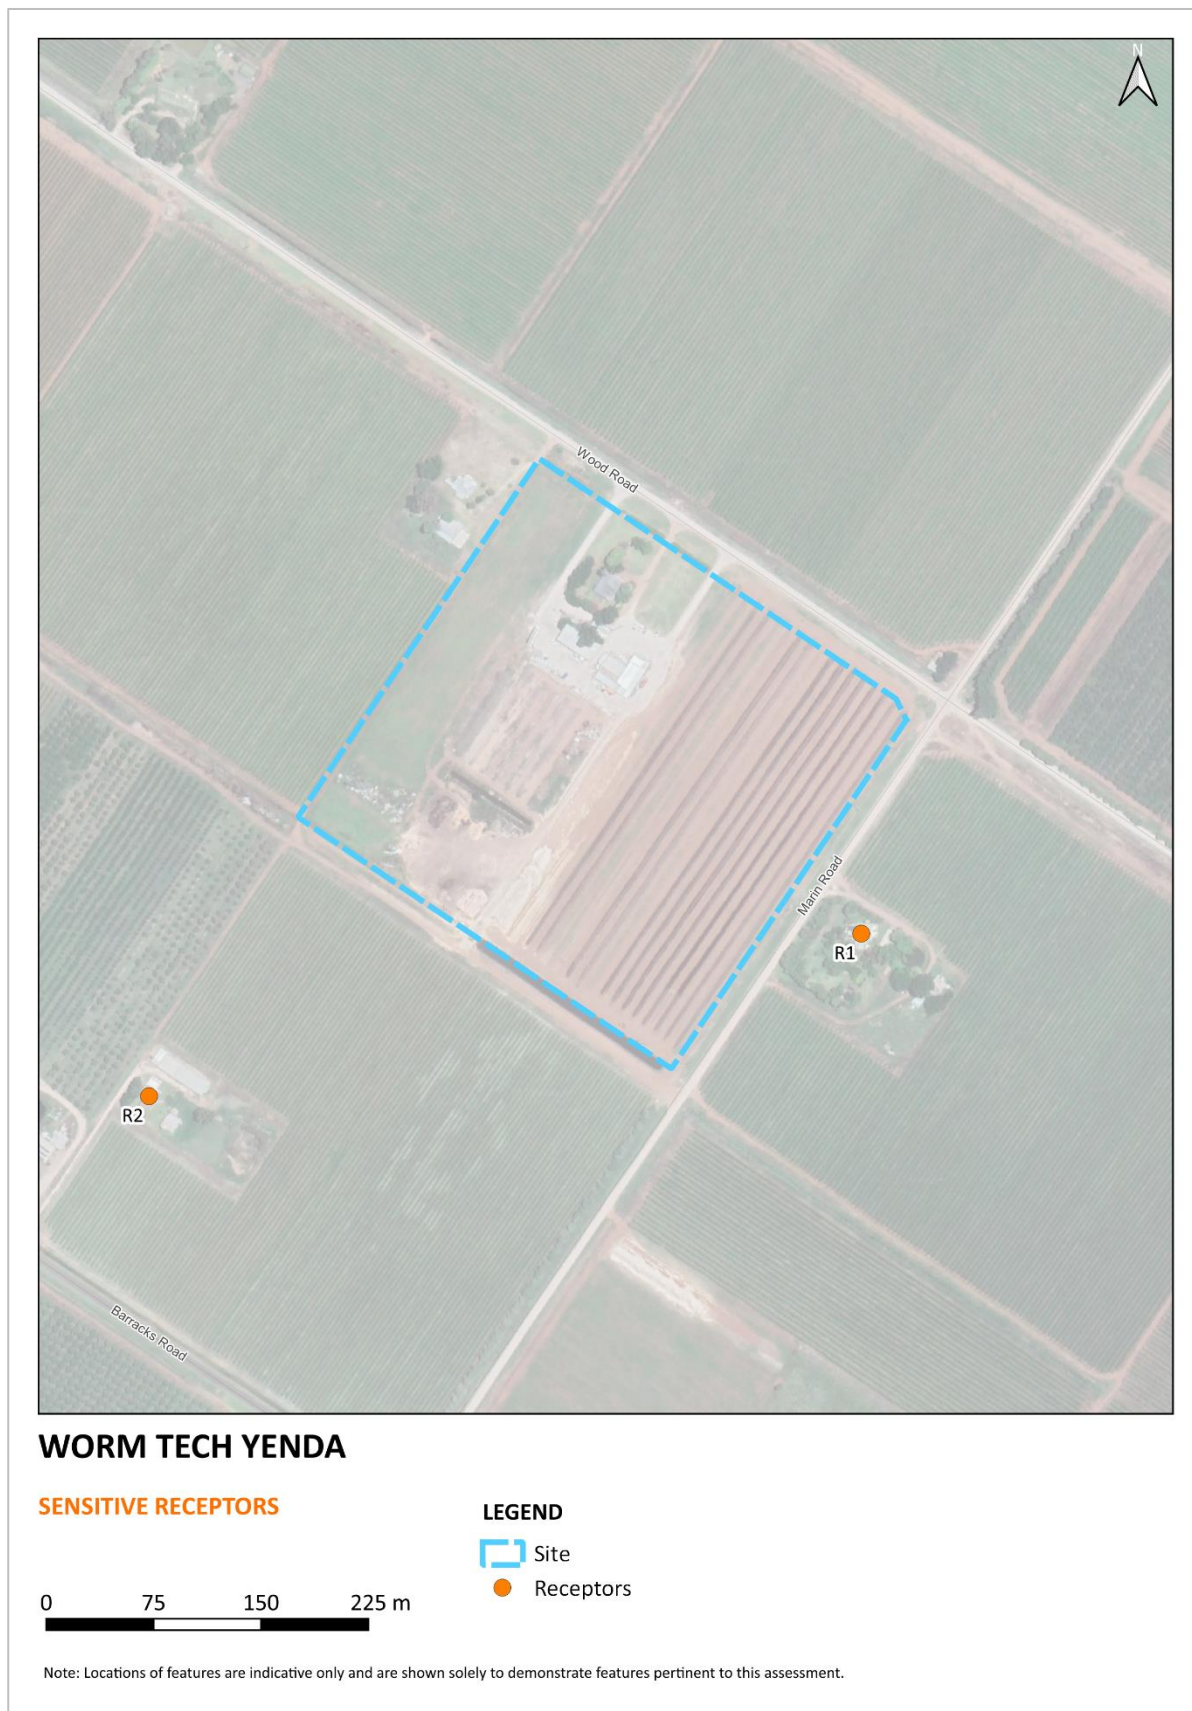 N
Wood Road
Marin Road
R1
R2
Barracks Road
WORM TECH YENDA
SENSITIVE RECEPTORS
LEGEND
Site
Receptors
0 75 150 225 m
Note: Locations of features are indicative only and are shown solely to demonstrate features pertinent to this assessment.